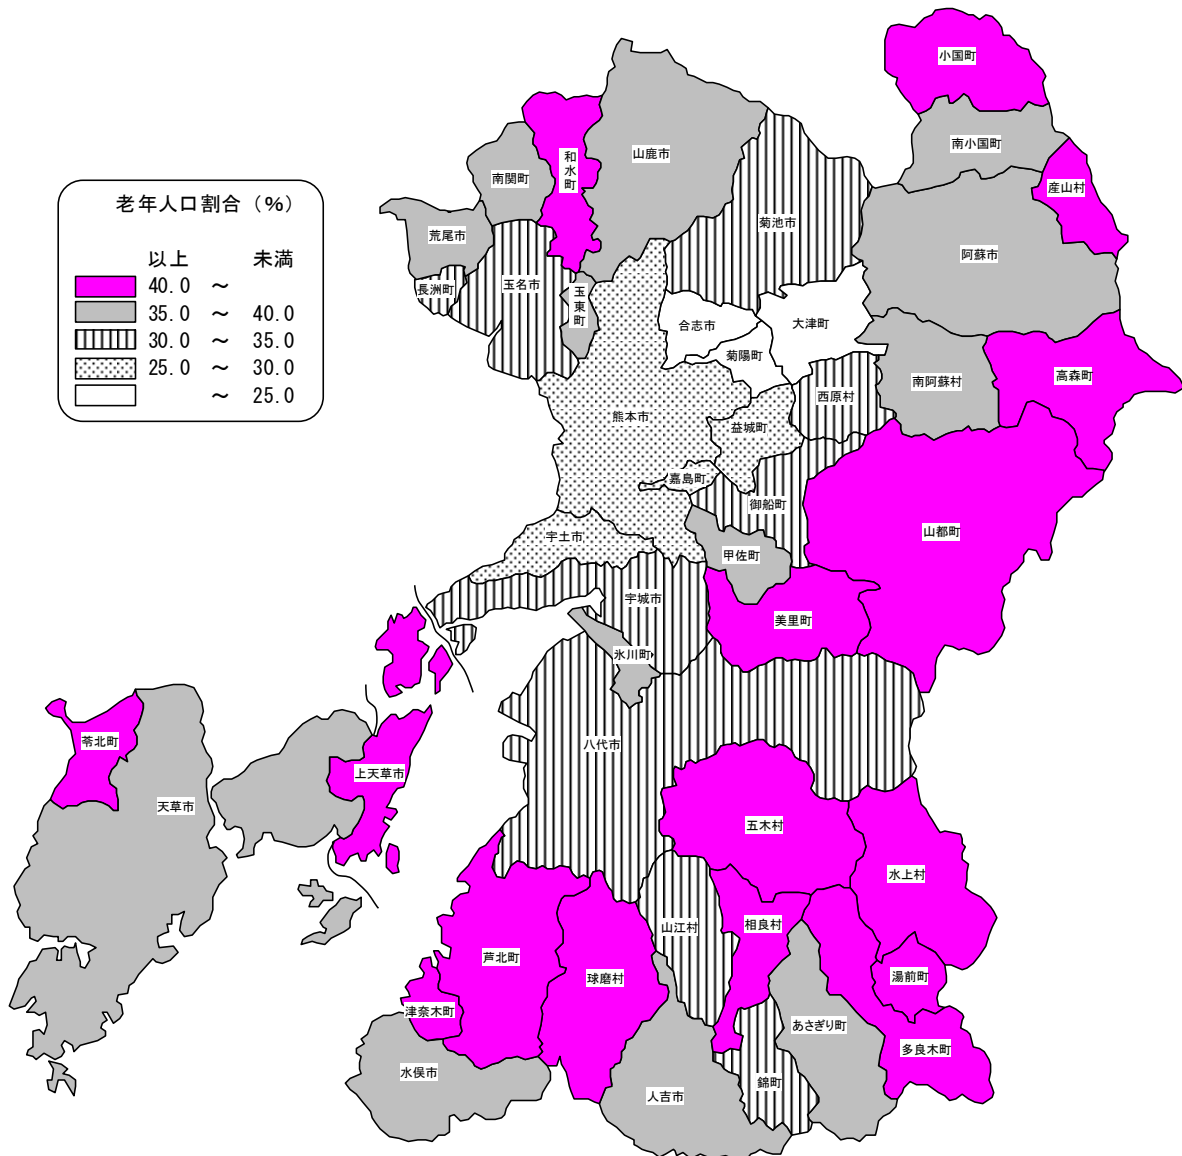 老年人口割合（%）
以上　未満
40.0 ～
35.0 ～ 40.0
30.0 ～ 35.0
25.0 ～ 30.0
～ 25.0
小国町
南小国町
産山村
和水町
山鹿市
南関町
菊池市
荒尾市
阿蘇市
長洲町
玉名市
玉東町
合志市
大津町
菊陽町
南阿蘇村
高森町
西原村
熊本市
益城町
嘉島町
御船町
山都町
宇土市
甲佐町
宇城市
美里町
氷川町
八代市
苓北町
上天草市
天草市
五木村
水上村
山江村
相良村
芦北町
球磨村
湯前町
津奈木町
あさぎり町
多良木町
水俣市
錦町
人吉市